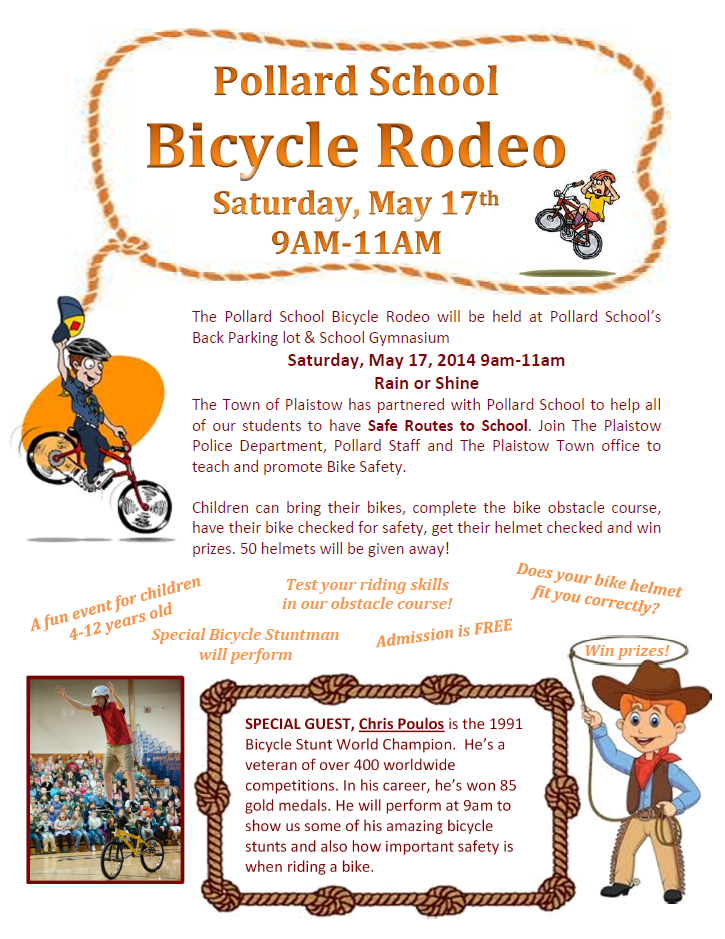 Pollard School
Bicycle Rodeo
Saturday, May 17th
9AM-11AM
The Pollard School Bicycle Rodeo will be held at Pollard School’s
Back Parking lot & School Gymnasium
Saturday, May 17, 2014 9am-11am
Rain or Shine
The Town of Plaistow has partnered with Pollard School to help all
of our students to have Safe Routes to School. Join The Plaistow
Police Department, Pollard Staff and The Plaistow Town office to
teach and promote Bike Safety.
Children can bring their bikes, complete the bike obstacle course,
have their bike checked for safety, get their helmet checked and win
prizes. 50 helmets will be given away!
A fun event for children
4-12 years old
Test your riding skills
in our obstacle course!
Does your bike helmet
fit you correctly?
Special Bicycle Stuntman
will perform
Admission is FREE
Win prizes!
SPECIAL GUEST, Chris Poulos is the 1991
Bicycle Stunt World Champion.  He’s a
veteran of over 400 worldwide
competitions. In his career, he’s won 85
gold medals. He will perform at 9am to
show us some of his amazing bicycle
stunts and also how important safety is
when riding a bike.